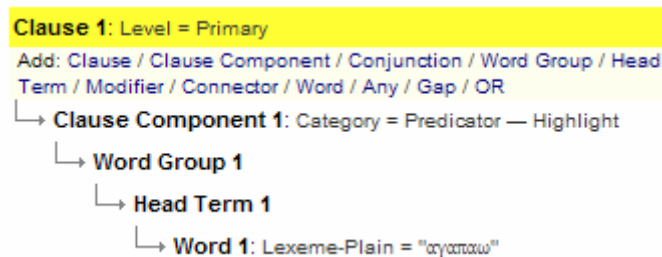 Clause 1: Level = Primary
Add: Clause / Clause Component / Conjunction / Word Group / Head
Term / Modifier / Connector / Word / Any / Gap / OR
Clause Component 1: Category = Predicator — Highlight
Word Group 1
Head Term 1
Word 1: Lexeme-Plain = "αγαπαω"